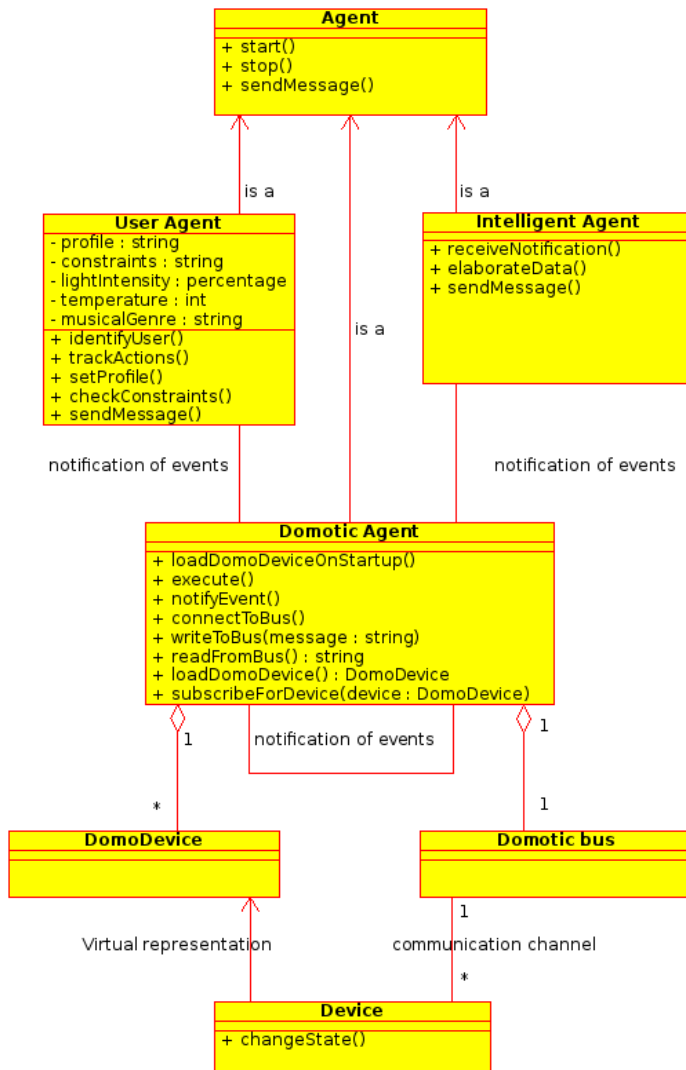 Agent
+ start()
+ stop()
+ sendMessage()
is a
is a
User Agent
- profile : string
- constraints : string
- lightIntensity : percentage
- temperature : int
- musicalGenre : string
+ identifyUser()
+ trackActions()
+ setProfile()
+ checkConstraints()
+ sendMessage()
Intelligent Agent
+ receiveNotification()
+ elaborateData()
+ sendMessage()
is a
notification of events
notification of events
Domotic Agent
+ loadDomoDeviceOnStartup()
+ execute()
+ notifyEvent()
+ connectToBus()
+ writeToBus(message : string)
+ readFromBus() : string
+ loadDomoDevice() : DomoDevice
+ subscribeForDevice(device : DomoDevice)
1
notification of events
1
*
1
DomoDevice
Domotic bus
1
Virtual representation
communication channel
*
Device
+ changeState()